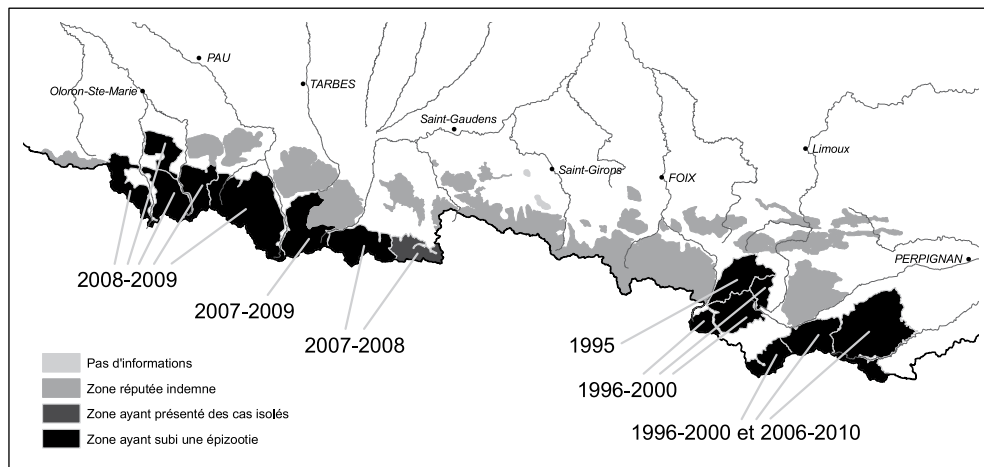 PAU
TARBES
Oloron-Ste-Marie
Saint-Gaudens
Limoux
Saint-Girons
FOIX
PERPIGNAN
2008-2009
2007-2009
2007-2008
1995
1996-2000
1996-2000 et 2006-2010
Pas d'informations
Zone réputée indemne
Zone ayant présenté des cas isolés
Zone ayant subi une épizootie